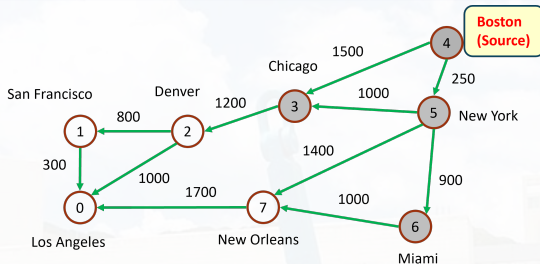 Boston
(Source)
4
1500
250
Chicago
3
1000
5
New York
San Francisco
Denver
1200
800
1
2
300
1000
1400
900
0
1700
7
1000
6
Los Angeles
New Orleans
Miami